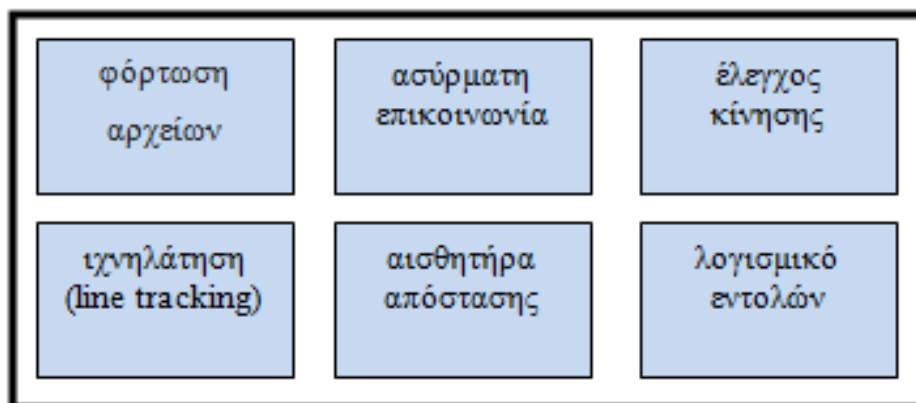 φόρτωση
αρχείων
ασύρματη
επικοινωνία
έλεγχος
κίνησης
ιχνηλάτηση
(line tracking)
αισθητήρα
απόστασης
λογισμικό
εντολών